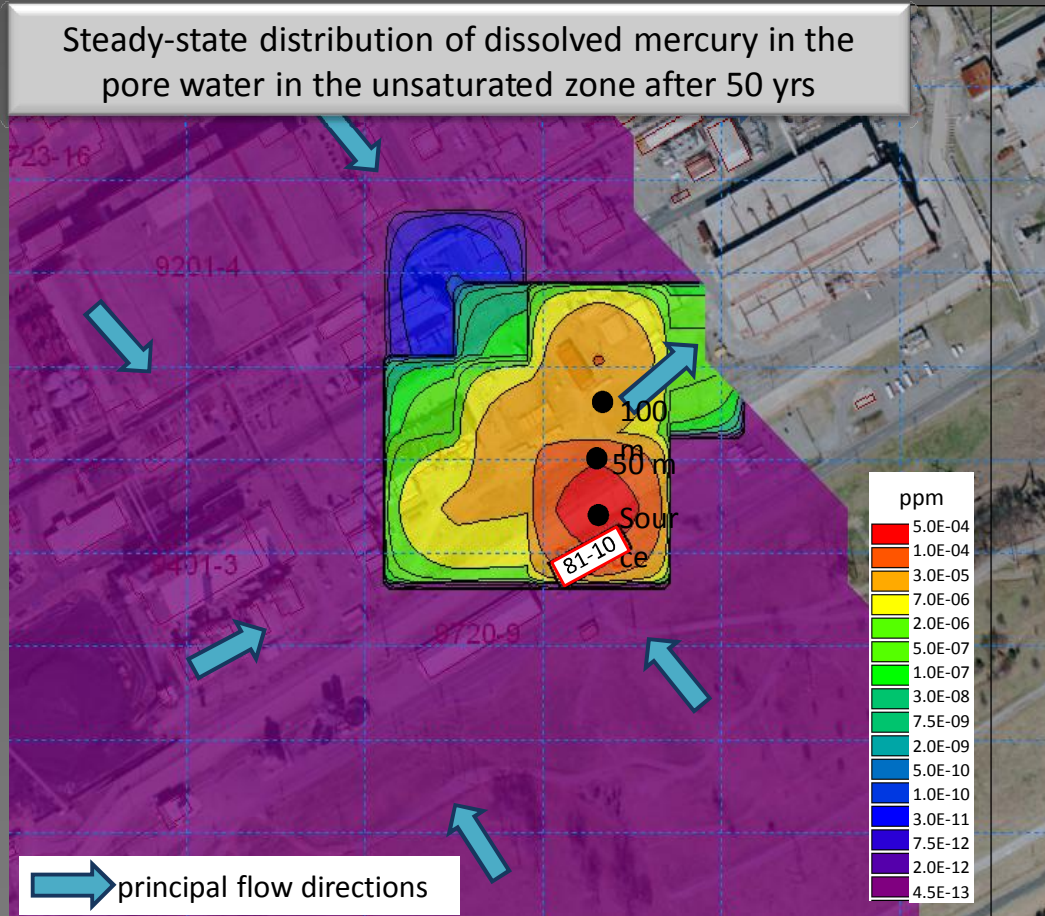 Steady-state distribution of dissolved mercury in the
pore water in the unsaturated zone after 50 yrs
723-16
9201-4
100
m
50 m
Sour
ce
81-10
9401-3
9720-9
ppm
5.0E-04
1.0E-04
3.0E-05
7.0E-06
2.0E-06
5.0E-07
1.0E-07
3.0E-08
7.5E-09
2.0E-09
5.0E-10
1.0E-10
3.0E-11
7.5E-12
2.0E-12
4.5E-13
principal flow directions